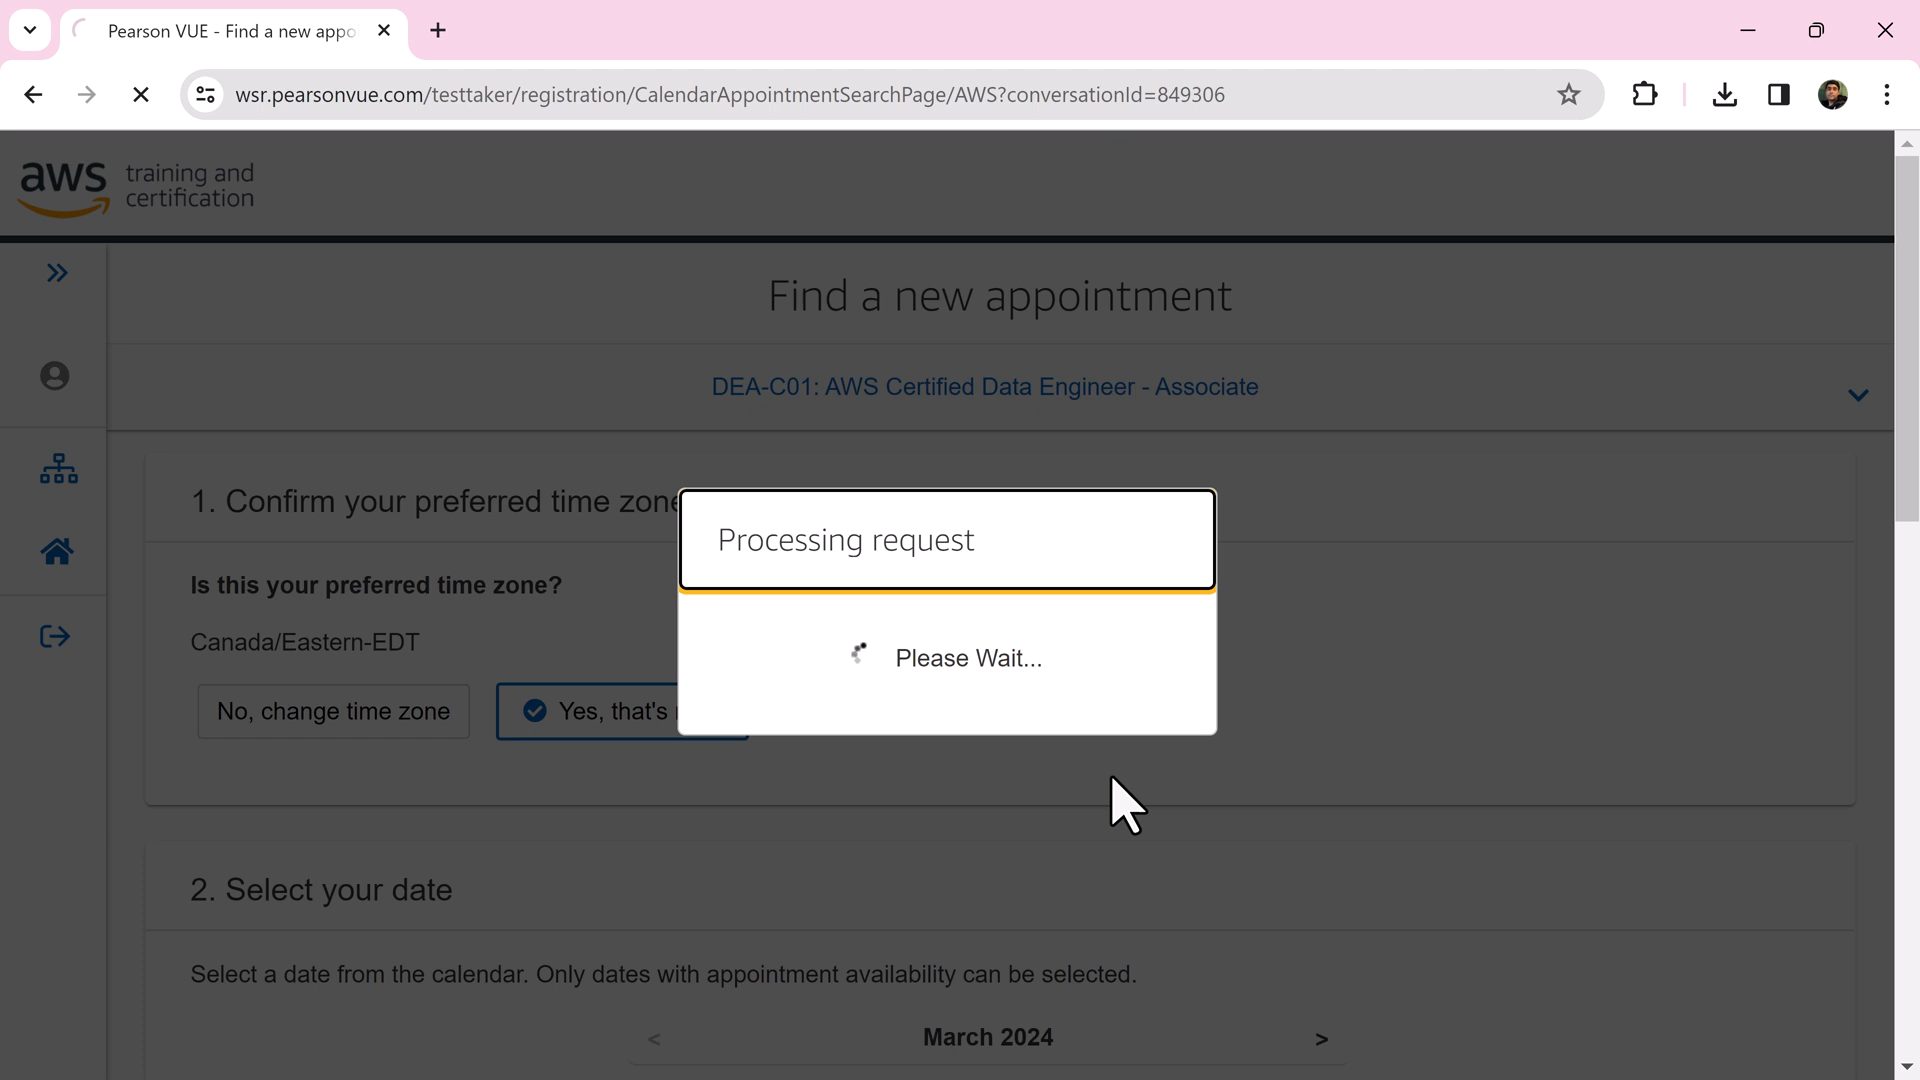 Pearson VUE - Find a new appo
wsr.pearsonvue.com/testtaker/registration/CalendarAppointmentSearchPage/AWS?conversationId=849306
aws training and
certification
Find a new appointment
DEA-C01: AWS Certified Data Engineer - Associate
1. Confirm your preferred time zone
Processing request
Is this your preferred time zone?
Canada/Eastern-EDT
Please Wait...
No, change time zone
Yes, that's
2. Select your date
Select a date from the calendar. Only dates with appointment availability can be selected.
< March 2024 >